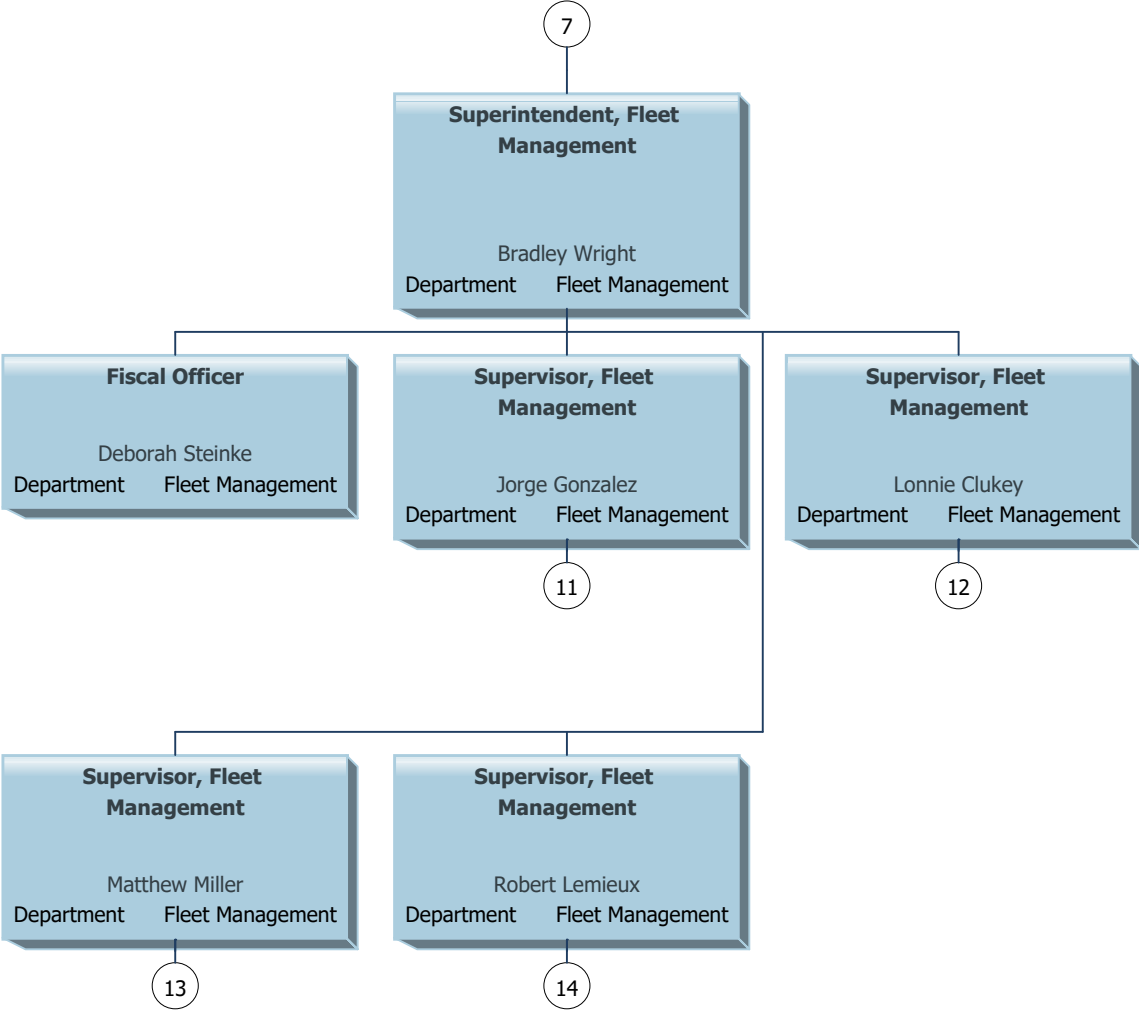 7
Superintendent, Fleet
Management
Bradley Wright
Department Fleet Management
Fiscal Officer
Deborah Steinke
Department Fleet Management
Supervisor, Fleet
Management
Jorge Gonzalez
Department Fleet Management
11
Supervisor, Fleet
Management
Lonnie Clukey
Department Fleet Management
12
Supervisor, Fleet
Management
Matthew Miller
Department Fleet Management
13
Supervisor, Fleet
Management
Robert Lemieux
Department Fleet Management
14